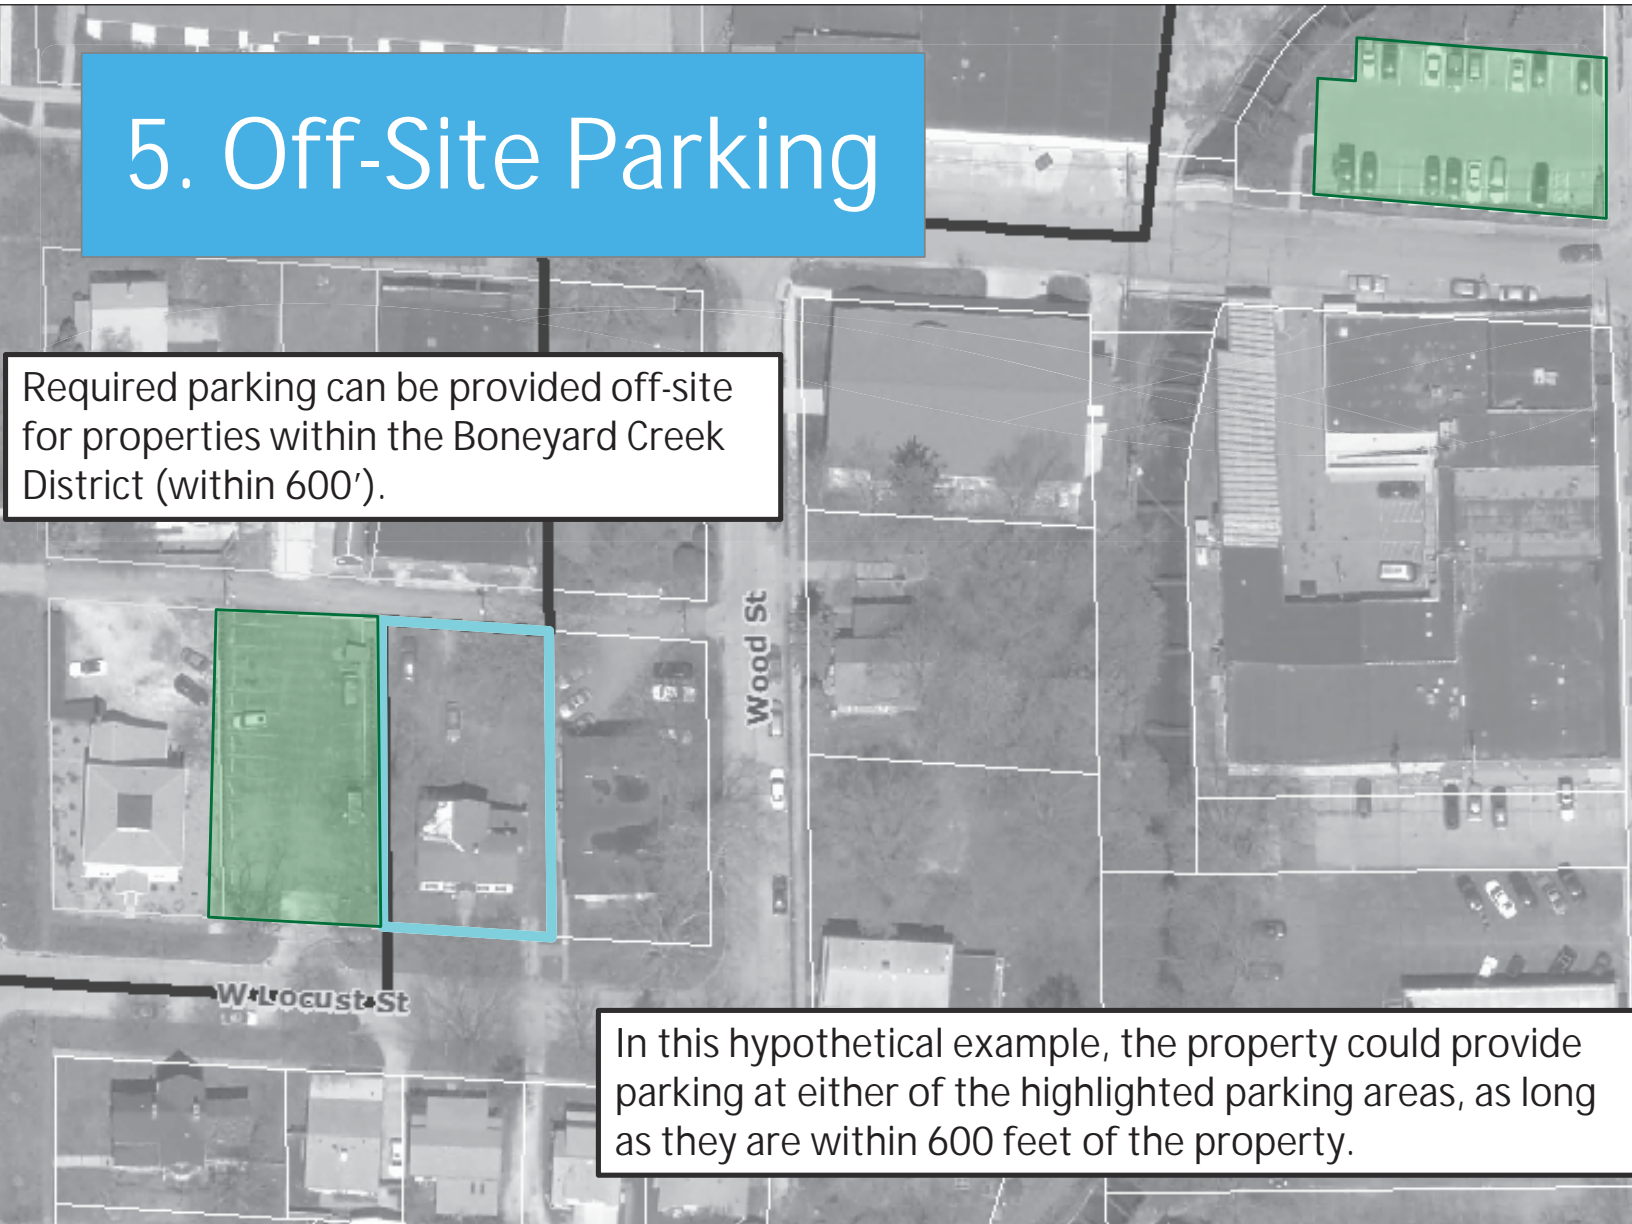 5. Off-Site Parking
Required parking can be provided off-site
for properties within the Boneyard Creek
District (within 600').
Wood St
W Locust St
In this hypothetical example, the property could provide
parking at either of the highlighted parking areas, as long
as they are within 600 feet of the property.